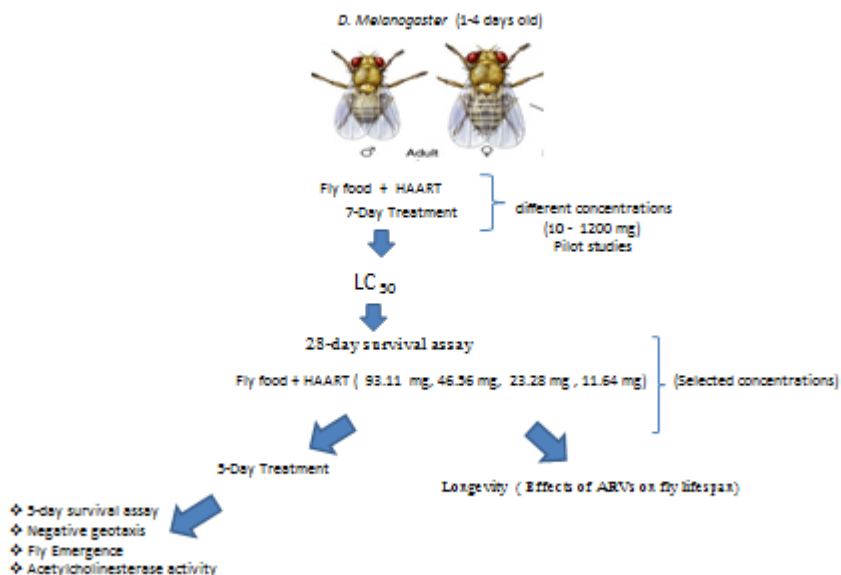 D. Melanogaster (1-4 days old)
♂ Adult ♀
Fly food + HAART
7-Day Treatment
different concentrations
(10 - 1200 mg)
Pilot studies
LC 50
28-day survival assay
Fly food + HAART ( 93.11 mg, 46.56 mg, 23.28 mg , 11.64 mg)
(Selected concentrations)
5-Day Treatment
Longevity ( Effects of ARVs on fly lifespan)
❖ 5-day survival assay
❖ Negative geotaxis
❖ Fly Emergence
❖ Acetylcholinesterase activity